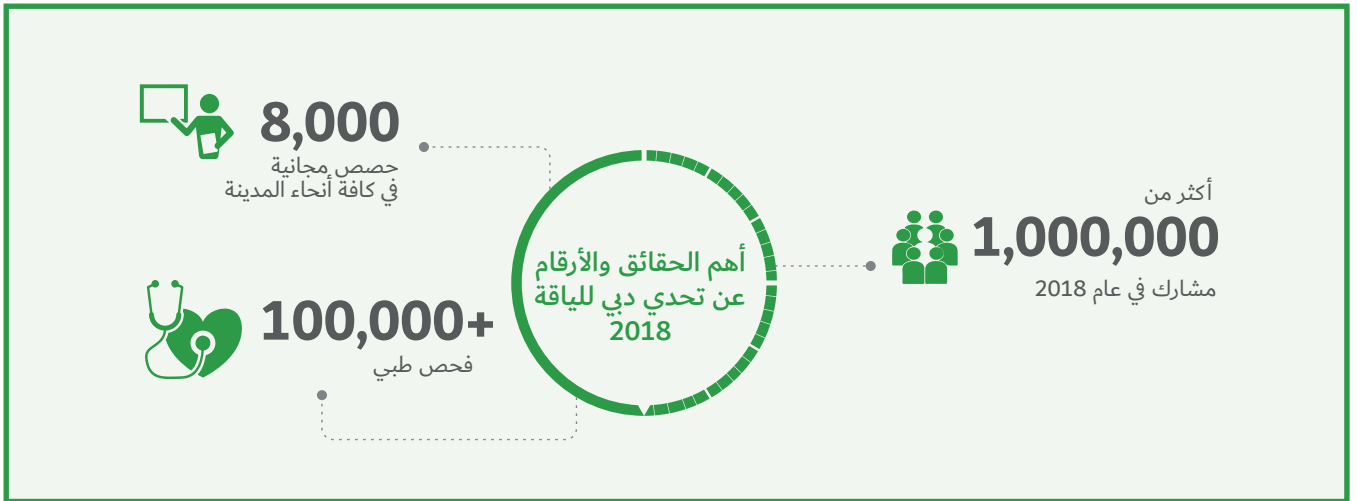 أهم الحقائق والأرقام
عن تحدي دبي للياقة
2018
أكثر من
1,000,000
مشارك في عام 2018
8,000
حصص مجانية
في كافة أنحاء المدينة
100,000+
فحص طبي